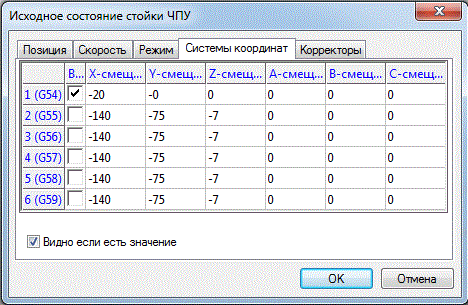 Исходное состояние стойки ЧПУ
Позиция Скорость Режим Системы координат Корректоры
В... X-смещ... Y-смещ... Z-смещ... A-смещ... B-смещ... C-смещ...
1 (G54) -20 -0 0 0 0 0
2 (G55) -140 -75 -7 0 0 0
3 (G56) -140 -75 -7 0 0 0
4 (G57) -140 -75 -7 0 0 0
5 (G58) -140 -75 -7 0 0 0
6 (G59) -140 -75 -7 0 0 0
Видно если есть значение
OK Отмена